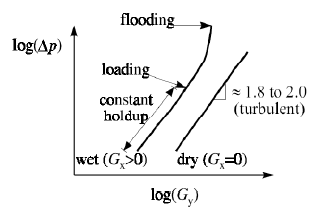 flooding
log(Δp)
loading
constant
holdup
≈ 1.8 to 2.0
(turbulent)
wet (Gₓ>0)
dry (Gₓ=0)
log(Gᵧ)